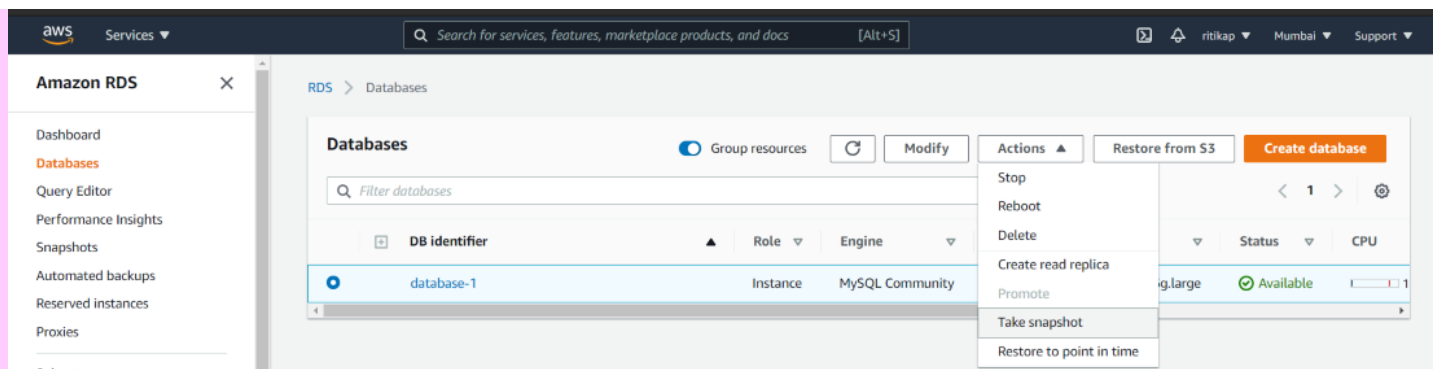 aws Services ▼ Search for services, features, marketplace products, and docs [Alt+S] ritikap ▼ Mumbai ▼ Support ▼
Amazon RDS
Dashboard
Databases
Query Editor
Performance Insights
Snapshots
Automated backups
Reserved instances
Proxies
RDS > Databases
Databases Group resources Modify Actions ▲ Restore from S3 Create database
Filter databases
< 1 >
DB identifier ▲ Role Engine Status CPU
database-1 Instance MySQL Community g.large Available 1
Stop
Reboot
Delete
Create read replica
Promote
Take snapshot
Restore to point in time